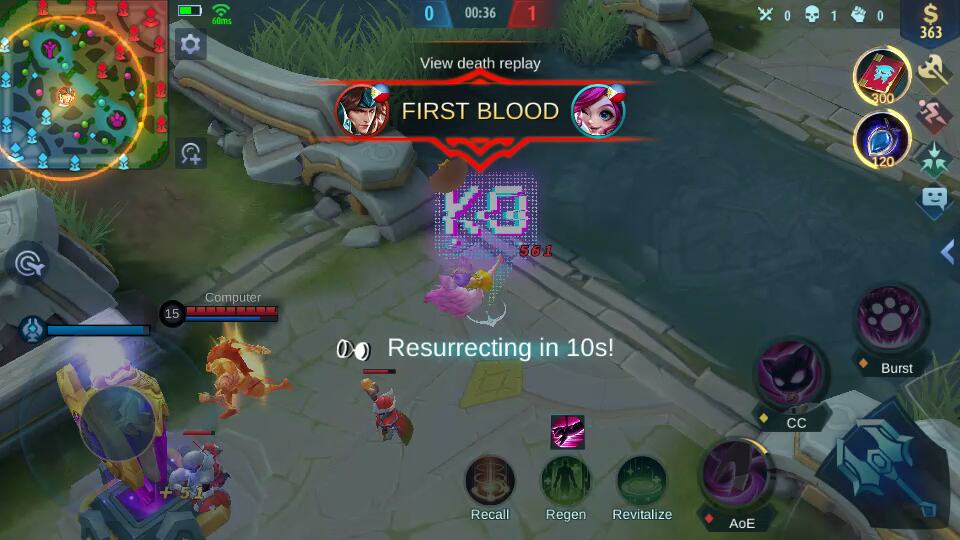 60ms
0
00:36
1
0
1
0
$
363
View death replay
FIRST BLOOD
300
120
K.O
561
Computer
15
Resurrecting in 10s!
Burst
CC
+ 51
Recall
Regen
Revitalize
AoE